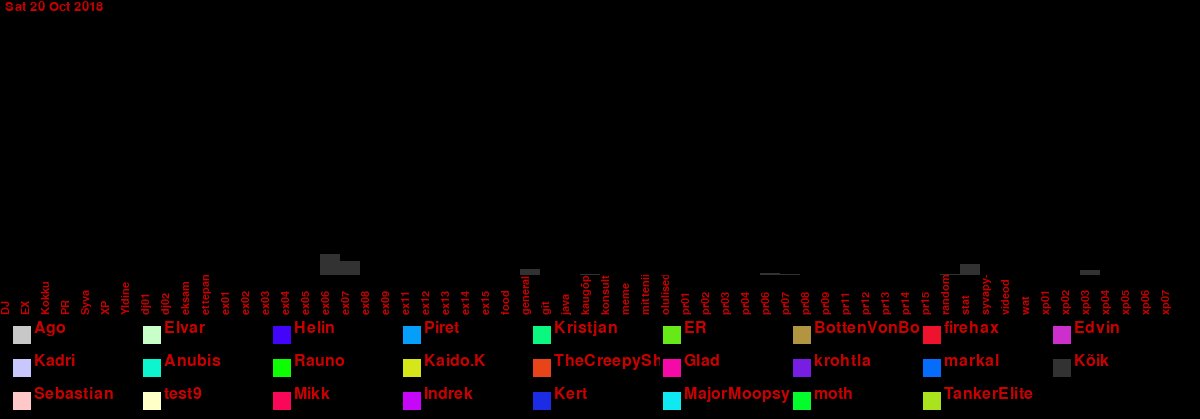 Sat 20 Oct 2018
DJ EX Kokku PR Syva XP Yldine dj01 dj02 eksam ettepan ex01 ex02 ex03 ex04 ex05 ex06 ex07 ex08 ex09 ex11 ex12 ex13 ex14 ex15 food general git java kaugõp konsult meme mittenii olulised pr01 pr02 pr03 pr04 pr06 pr07 pr08 pr09 pr11 pr12 pr13 pr14 pr15 random stat syvapy- videod wat xp01 xp02 xp03 xp04 xp05 xp06 xp07
Ago Elvar Helin Piret Kristjan ER BottenVonBo firehax Edvin
Kadri Anubis Rauno Kaido.K TheCreepySh Glad krohtla markal Kõik
Sebastian test9 Mikk Indrek Kert MajorMoopsy moth TankerElite